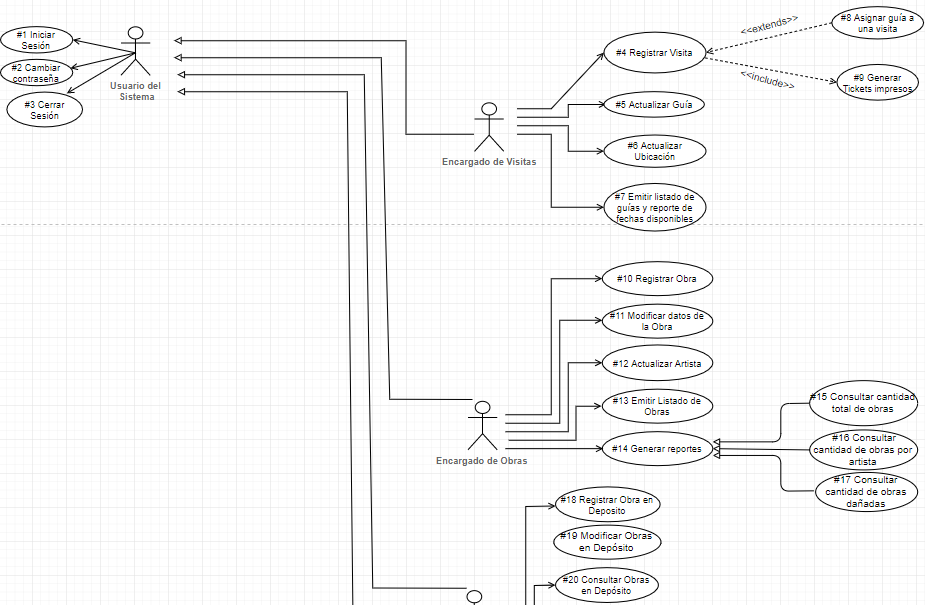 #1 Iniciar
Sesión
#2 Cambiar
contraseña
#3 Cerrar
Sesión
Usuario del
Sistema
Encargado de Visitas
#4 Registrar Visita
#5 Actualizar Guía
#6 Actualizar
Ubicación
#7 Emitir listado de
guías y reporte de
fechas disponibles
<<extends>>
<<include>>
#8 Asignar guía a
una visita
#9 Generar
Tickets impresos
Encargado de Obras
#10 Registrar Obra
#11 Modificar datos de
la Obra
#12 Actualizar Artista
#13 Emitir Listado de
Obras
#14 Generar reportes
#15 Consultar cantidad
total de obras
#16 Consultar
cantidad de obras por
artista
#17 Consultar
cantidad de obras
dañadas
#18 Registrar Obra en
Deposito
#19 Modificar Obras
en Depósito
#20 Consultar Obras
en Depósito